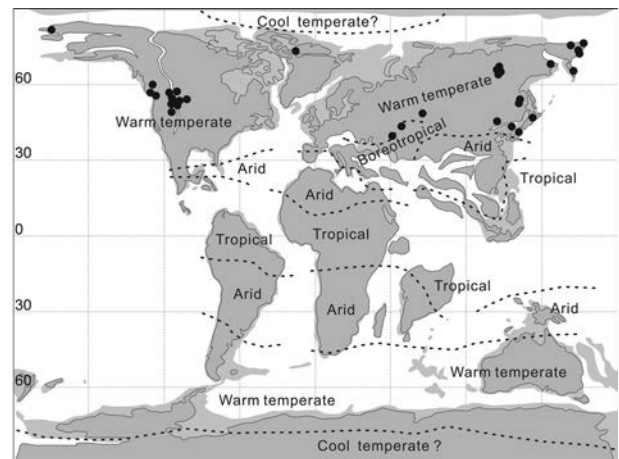 Cool temperate?
60
Warm temperate
Warm temperate
Boreotropical
Arid
30
Arid
Arid
Tropical
0
Tropical
Tropical
Tropical
Arid
Arid
30
Arid
Warm temperate
60
Warm temperate
Cool temperate ?